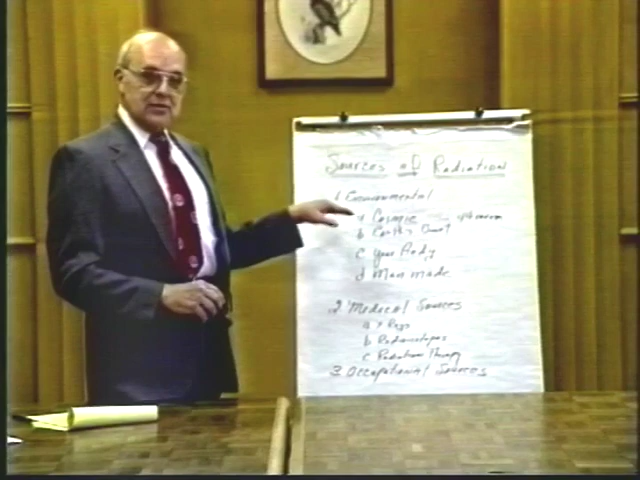 Sources of Radiation
1 Environmental
a Cosmic
b Earth's Crust
c Your Body
d Man made
2 Medical Sources
a X Rays
b Radioisotopes
c Radiation Therapy
3. Occupational Sources